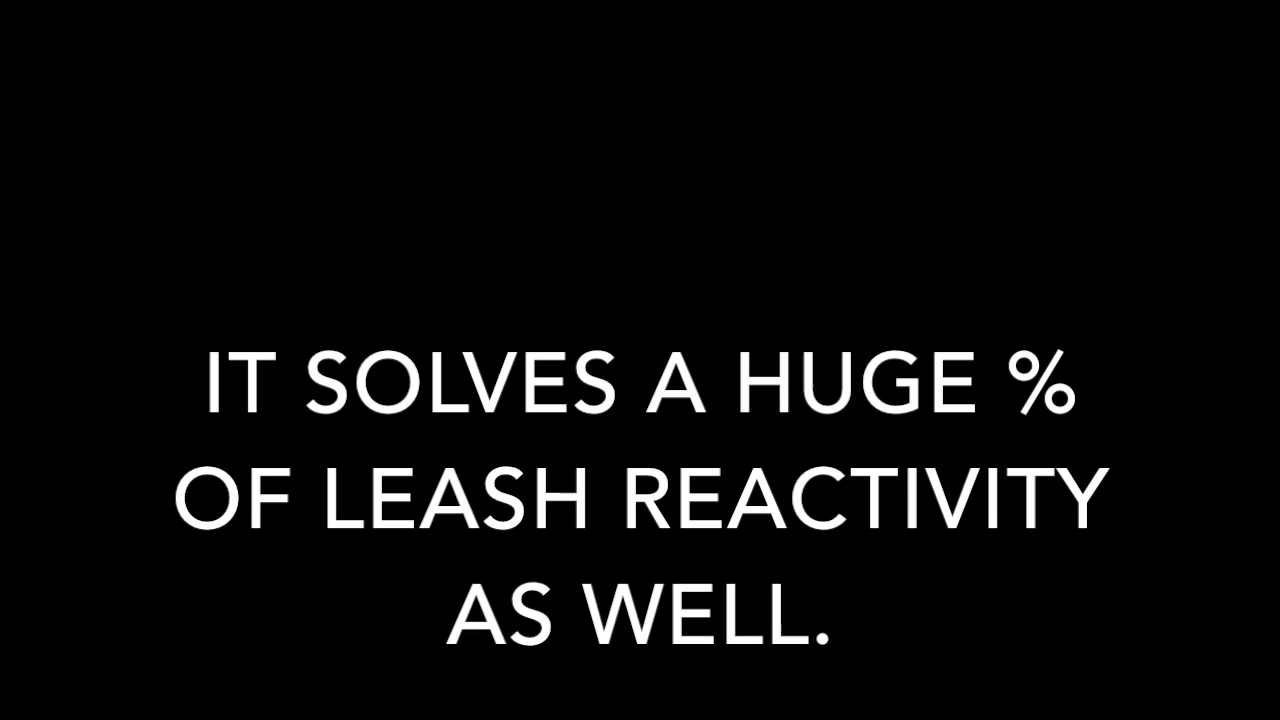 IT SOLVES A HUGE %
OF LEASH REACTIVITY
AS WELL.